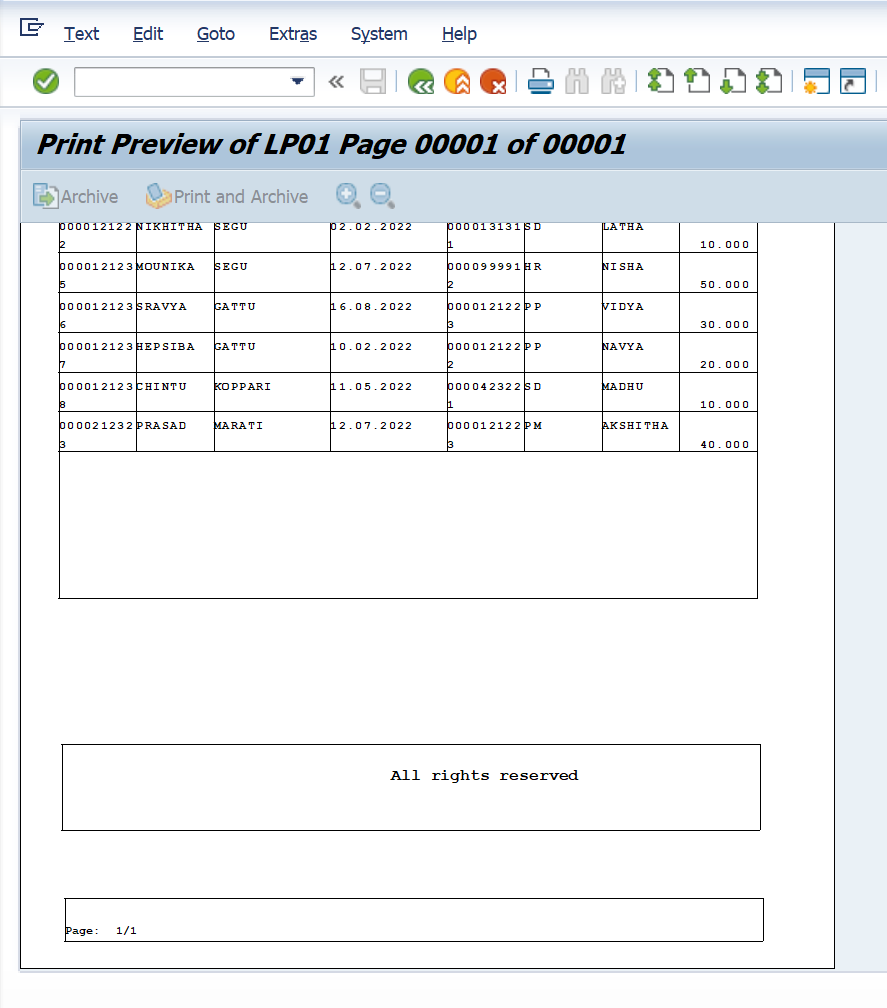 Text Edit Goto Extras System Help
Print Preview of LP01 Page 00001 of 00001
Archive Print and Archive
000012122 NIKHITHA SEGU 02.02.2022 000013131 SD LATHA
2 1 10.000
000012123 MOUNIKA SEGU 12.07.2022 000099991 HR NISHA
5 2 50.000
000012123 SRAVYA GATTU 16.08.2022 000012122 PP VIDYA
6 3 30.000
000012123 HEPSIBA GATTU 10.02.2022 000012122 PP NAVYA
7 2 20.000
000012123 CHINTU KOPPARI 11.05.2022 000042322 SD MADHU
8 1 10.000
000021232 PRASAD MARATI 12.07.2022 000012122 PM AKSHITHA
3 3 40.000
All rights reserved
Page: 1/1